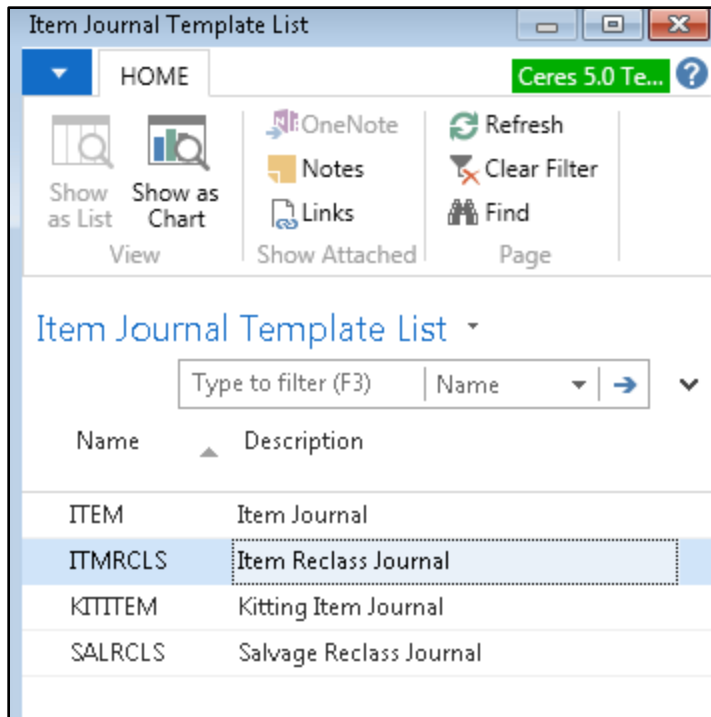 Item Journal Template List
HOME
Ceres 5.0 Te... ?
Show as List
Show as Chart
View
OneNote
Notes
Links
Show Attached
Refresh
Clear Filter
Find
Page
Item Journal Template List
Type to filter (F3) Name
Name Description
ITEM Item Journal
ITMRCLS Item Reclass Journal
KITITEM Kitting Item Journal
SALRCLS Salvage Reclass Journal